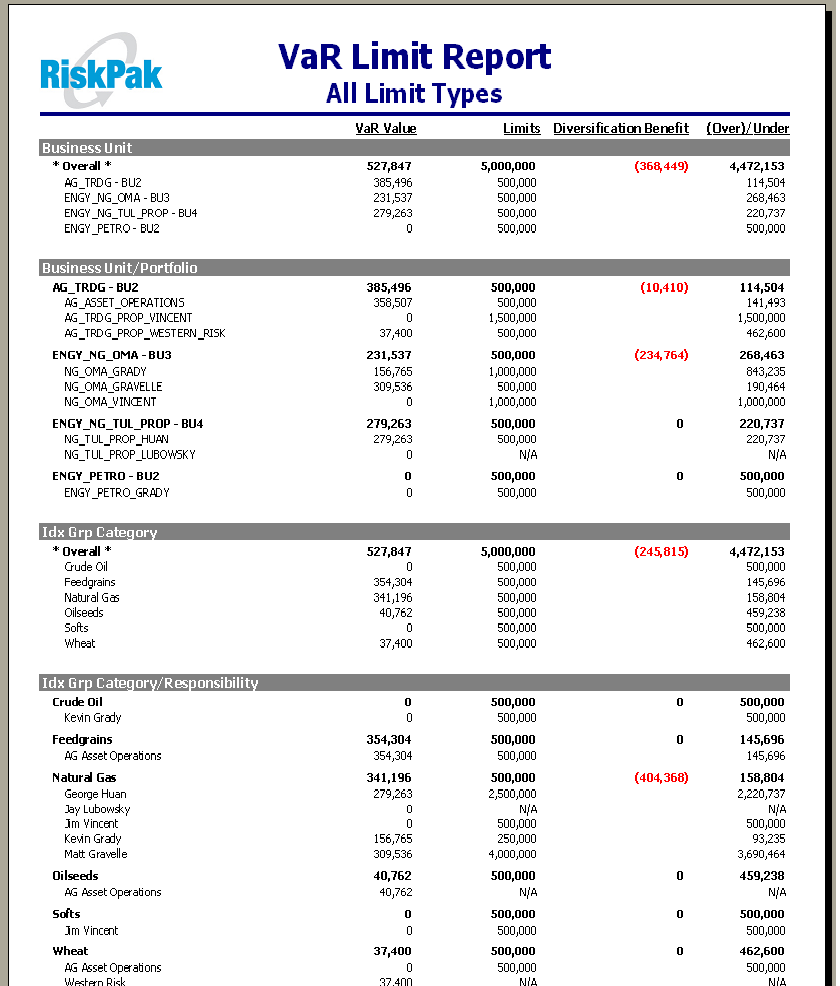 RiskPak
VaR Limit Report
All Limit Types
VaR Value Limits Diversification Benefit (Over)/Under
Business Unit
* Overall * 527,847 5,000,000 (368,449) 4,472,153
AG_TRDG - BU2 385,496 500,000 114,504
ENGY_NG_OMA - BU3 231,537 500,000 268,463
ENGY_NG_TUL_PROP - BU4 279,263 500,000 220,737
ENGY_PETRO - BU2 0 500,000 500,000
Business Unit/Portfolio
AG_TRDG - BU2 385,496 500,000 (10,410) 114,504
AG_ASSET_OPERATIONS 358,507 500,000 141,493
AG_TRDG_PROP_VINCENT 0 1,500,000 1,500,000
AG_TRDG_PROP_WESTERN_RISK 37,400 500,000 462,600
ENGY_NG_OMA - BU3 231,537 500,000 (234,764) 268,463
NG_OMA_GRADY 156,765 1,000,000 843,235
NG_OMA_GRAVELLE 309,536 500,000 190,464
NG_OMA_VINCENT 0 1,000,000 1,000,000
ENGY_NG_TUL_PROP - BU4 279,263 500,000 0 220,737
NG_TUL_PROP_HUAN 279,263 500,000 220,737
NG_TUL_PROP_LUBOWSKY 0 N/A N/A
ENGY_PETRO - BU2 0 500,000 0 500,000
ENGY_PETRO_GRADY 0 500,000 500,000
Idx Grp Category
* Overall * 527,847 5,000,000 (245,815) 4,472,153
Crude Oil 0 500,000 500,000
Feedgrains 354,304 500,000 145,696
Natural Gas 341,196 500,000 158,804
Oilseeds 40,762 500,000 459,238
Softs 0 500,000 500,000
Wheat 37,400 500,000 462,600
Idx Grp Category/Responsibility
Crude Oil 0 500,000 0 500,000
Kevin Grady 0 500,000 500,000
Feedgrains 354,304 500,000 0 145,696
AG Asset Operations 354,304 500,000 145,696
Natural Gas 341,196 500,000 (404,368) 158,804
George Huan 279,263 2,500,000 2,220,737
Jay Lubowsky 0 N/A N/A
Jim Vincent 0 500,000 500,000
Kevin Grady 156,765 250,000 93,235
Matt Gravelle 309,536 4,000,000 3,690,464
Oilseeds 40,762 500,000 0 459,238
AG Asset Operations 40,762 N/A N/A
Softs 0 500,000 0 500,000
Jim Vincent 0 500,000 500,000
Wheat 37,400 500,000 0 462,600
AG Asset Operations 0 500,000 500,000
Western Risk 37,400 N/A N/A